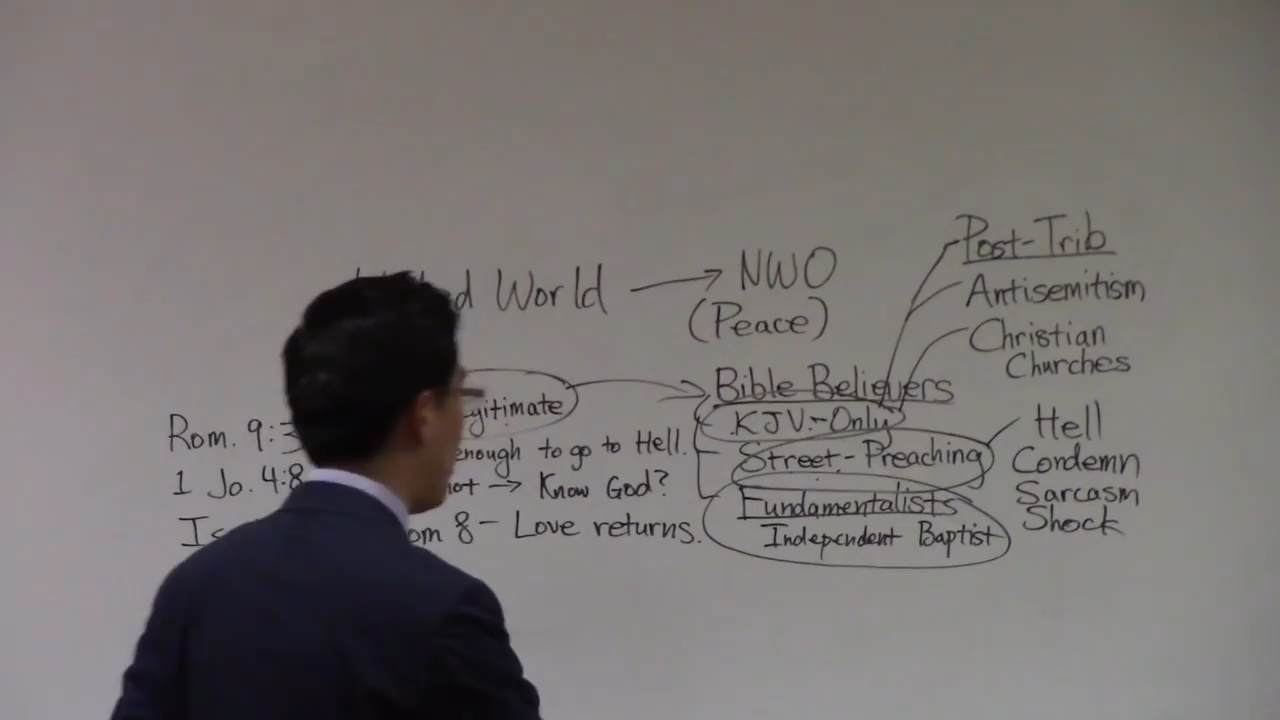 World → NWO
(Peace)
Post-Trib
Antisemitism
Christian
Churches
Bible Believers
KJV-Only
Street-Preaching
Fundamentalists
Independent Baptist
Hell
Condemn
Sarcasm
Shock
Rom. 9:3
enough to go to Hell.
1 Jo. 4:8
→ Know God?
8 - Love returns.